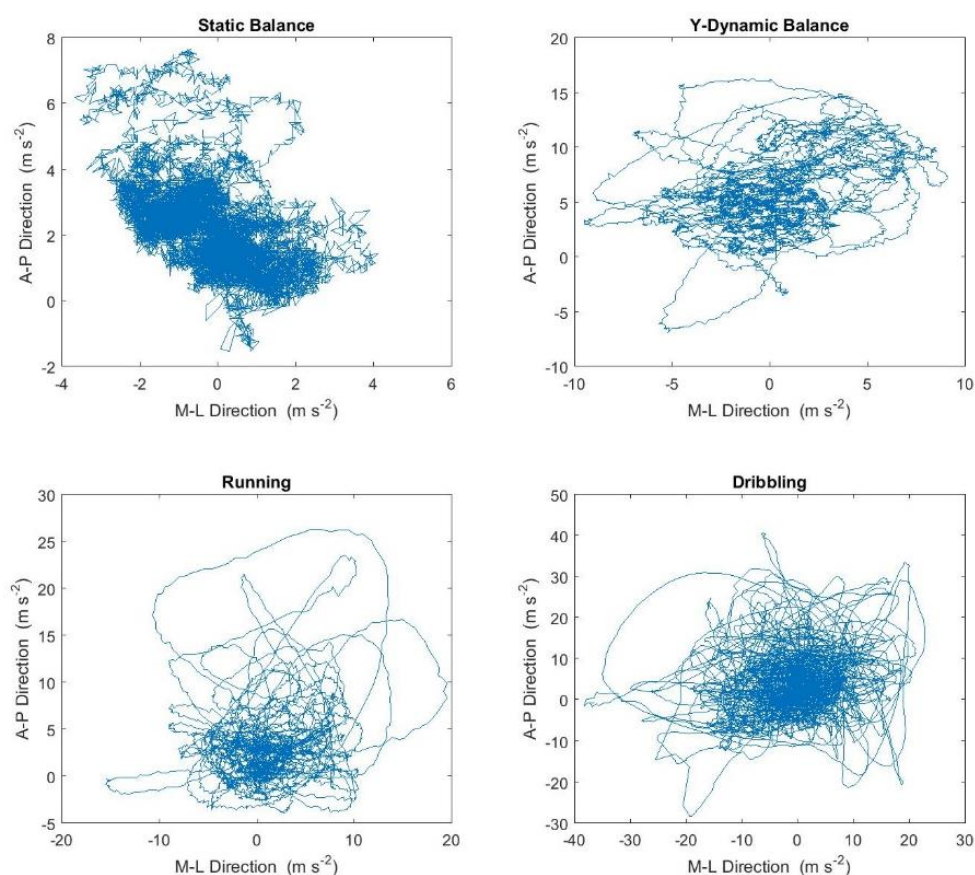 Static Balance
8
6
4
2
0
-2
-4 -2 0 2 4 6
A-P Direction (m s-2)
M-L Direction (m s-2)
Y-Dynamic Balance
20
15
10
5
0
-5
-10
-10 -5 0 5 10
A-P Direction (m s-2)
M-L Direction (m s-2)
Running
30
25
20
15
10
5
0
-5
-20 -10 0 10 20
A-P Direction (m s-2)
M-L Direction (m s-2)
Dribbling
50
40
30
20
10
0
-10
-20
-30
-40 -30 -20 -10 0 10 20 30
A-P Direction (m s-2)
M-L Direction (m s-2)